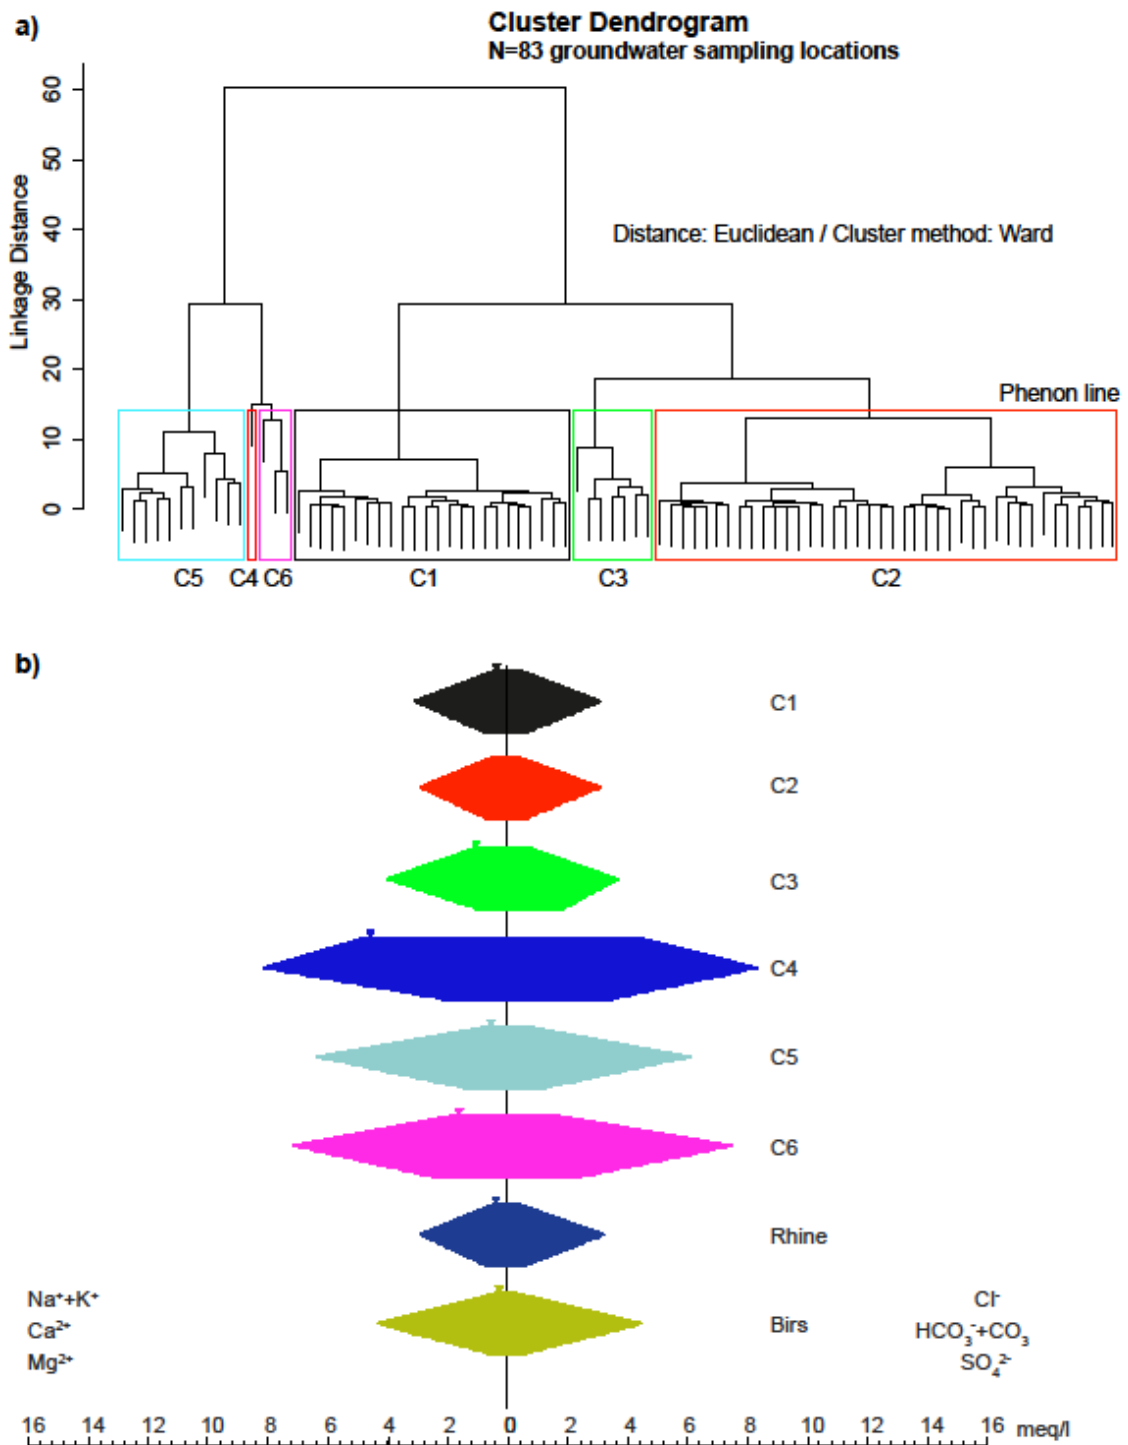 a)
Cluster Dendrogram
N=83 groundwater sampling locations
Linkage Distance
60
50
40
30
20
10
0
Distance: Euclidean / Cluster method: Ward
Phenon line
C5 C4 C6 C1 C3 C2
b)
C1
C2
C3
C4
C5
C6
Rhine
Birs
Na⁺+K⁺
Ca²⁺
Mg²⁺
Cl⁻
HCO₃⁻+CO₃
SO₄²⁻
16 14 12 10 8 6 4 2 0 2 4 6 8 10 12 14 16 meq/l